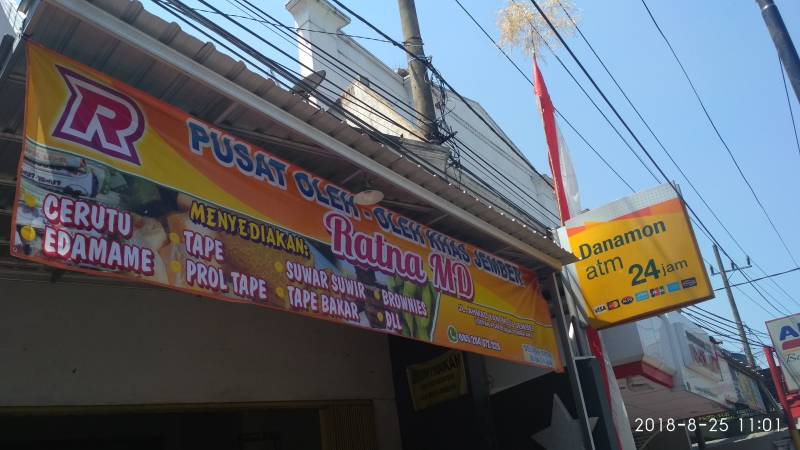 R
PUSAT OLEH - OLEH KHAS JEMBER
Ratna MD
MENYEDIAKAN:
CERUTU
EDAMAME
TAPE
PROL TAPE
SUWAR SUWIR
TAPE BAKAR
BROWNIES
DLL
Danamon
atm
24 jam
2018-8-25 11:01